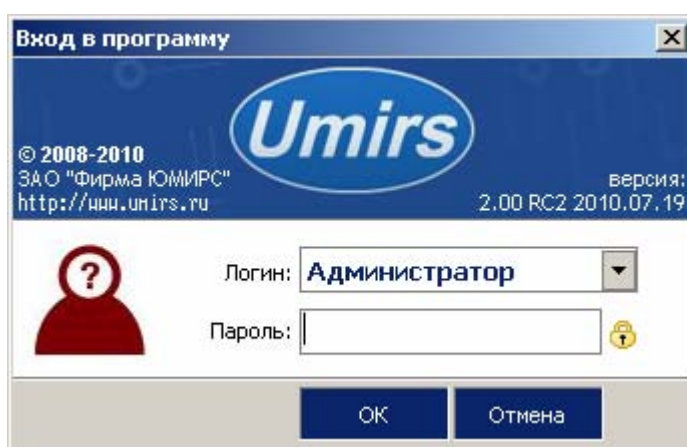 Вход в программу
Umirs
© 2008-2010
ЗАО "Фирма ЮМИРС"
http://www.umirs.ru
версия:
2.00 RC2 2010.07.19
?
Логин: Администратор
Пароль:
ОК Отмена